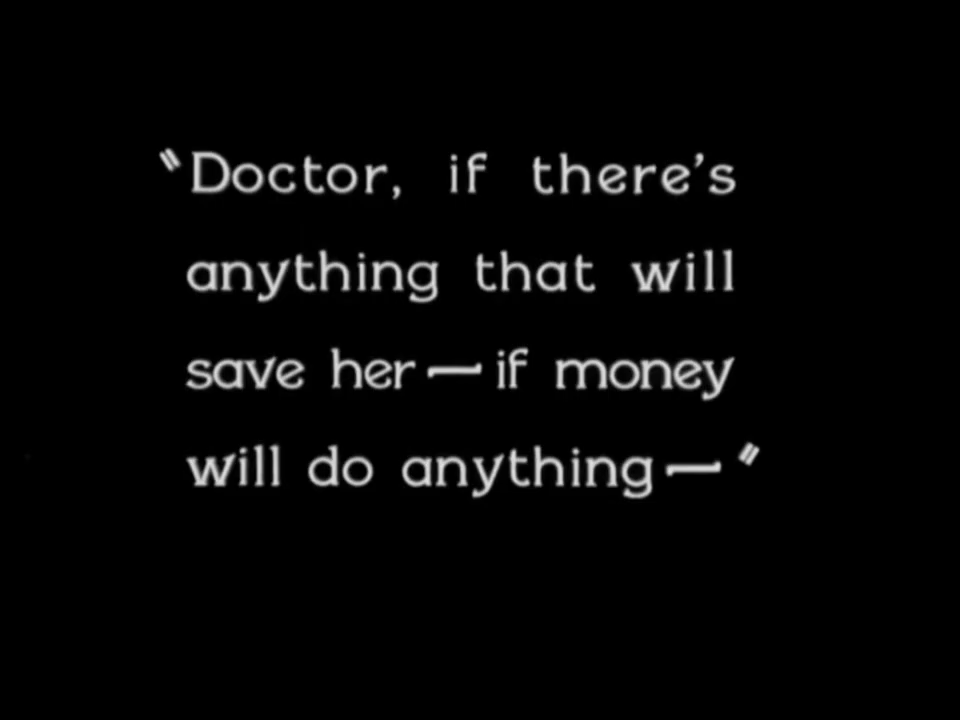 "Doctor, if there's
anything that will
save her—if money
will do anything—"